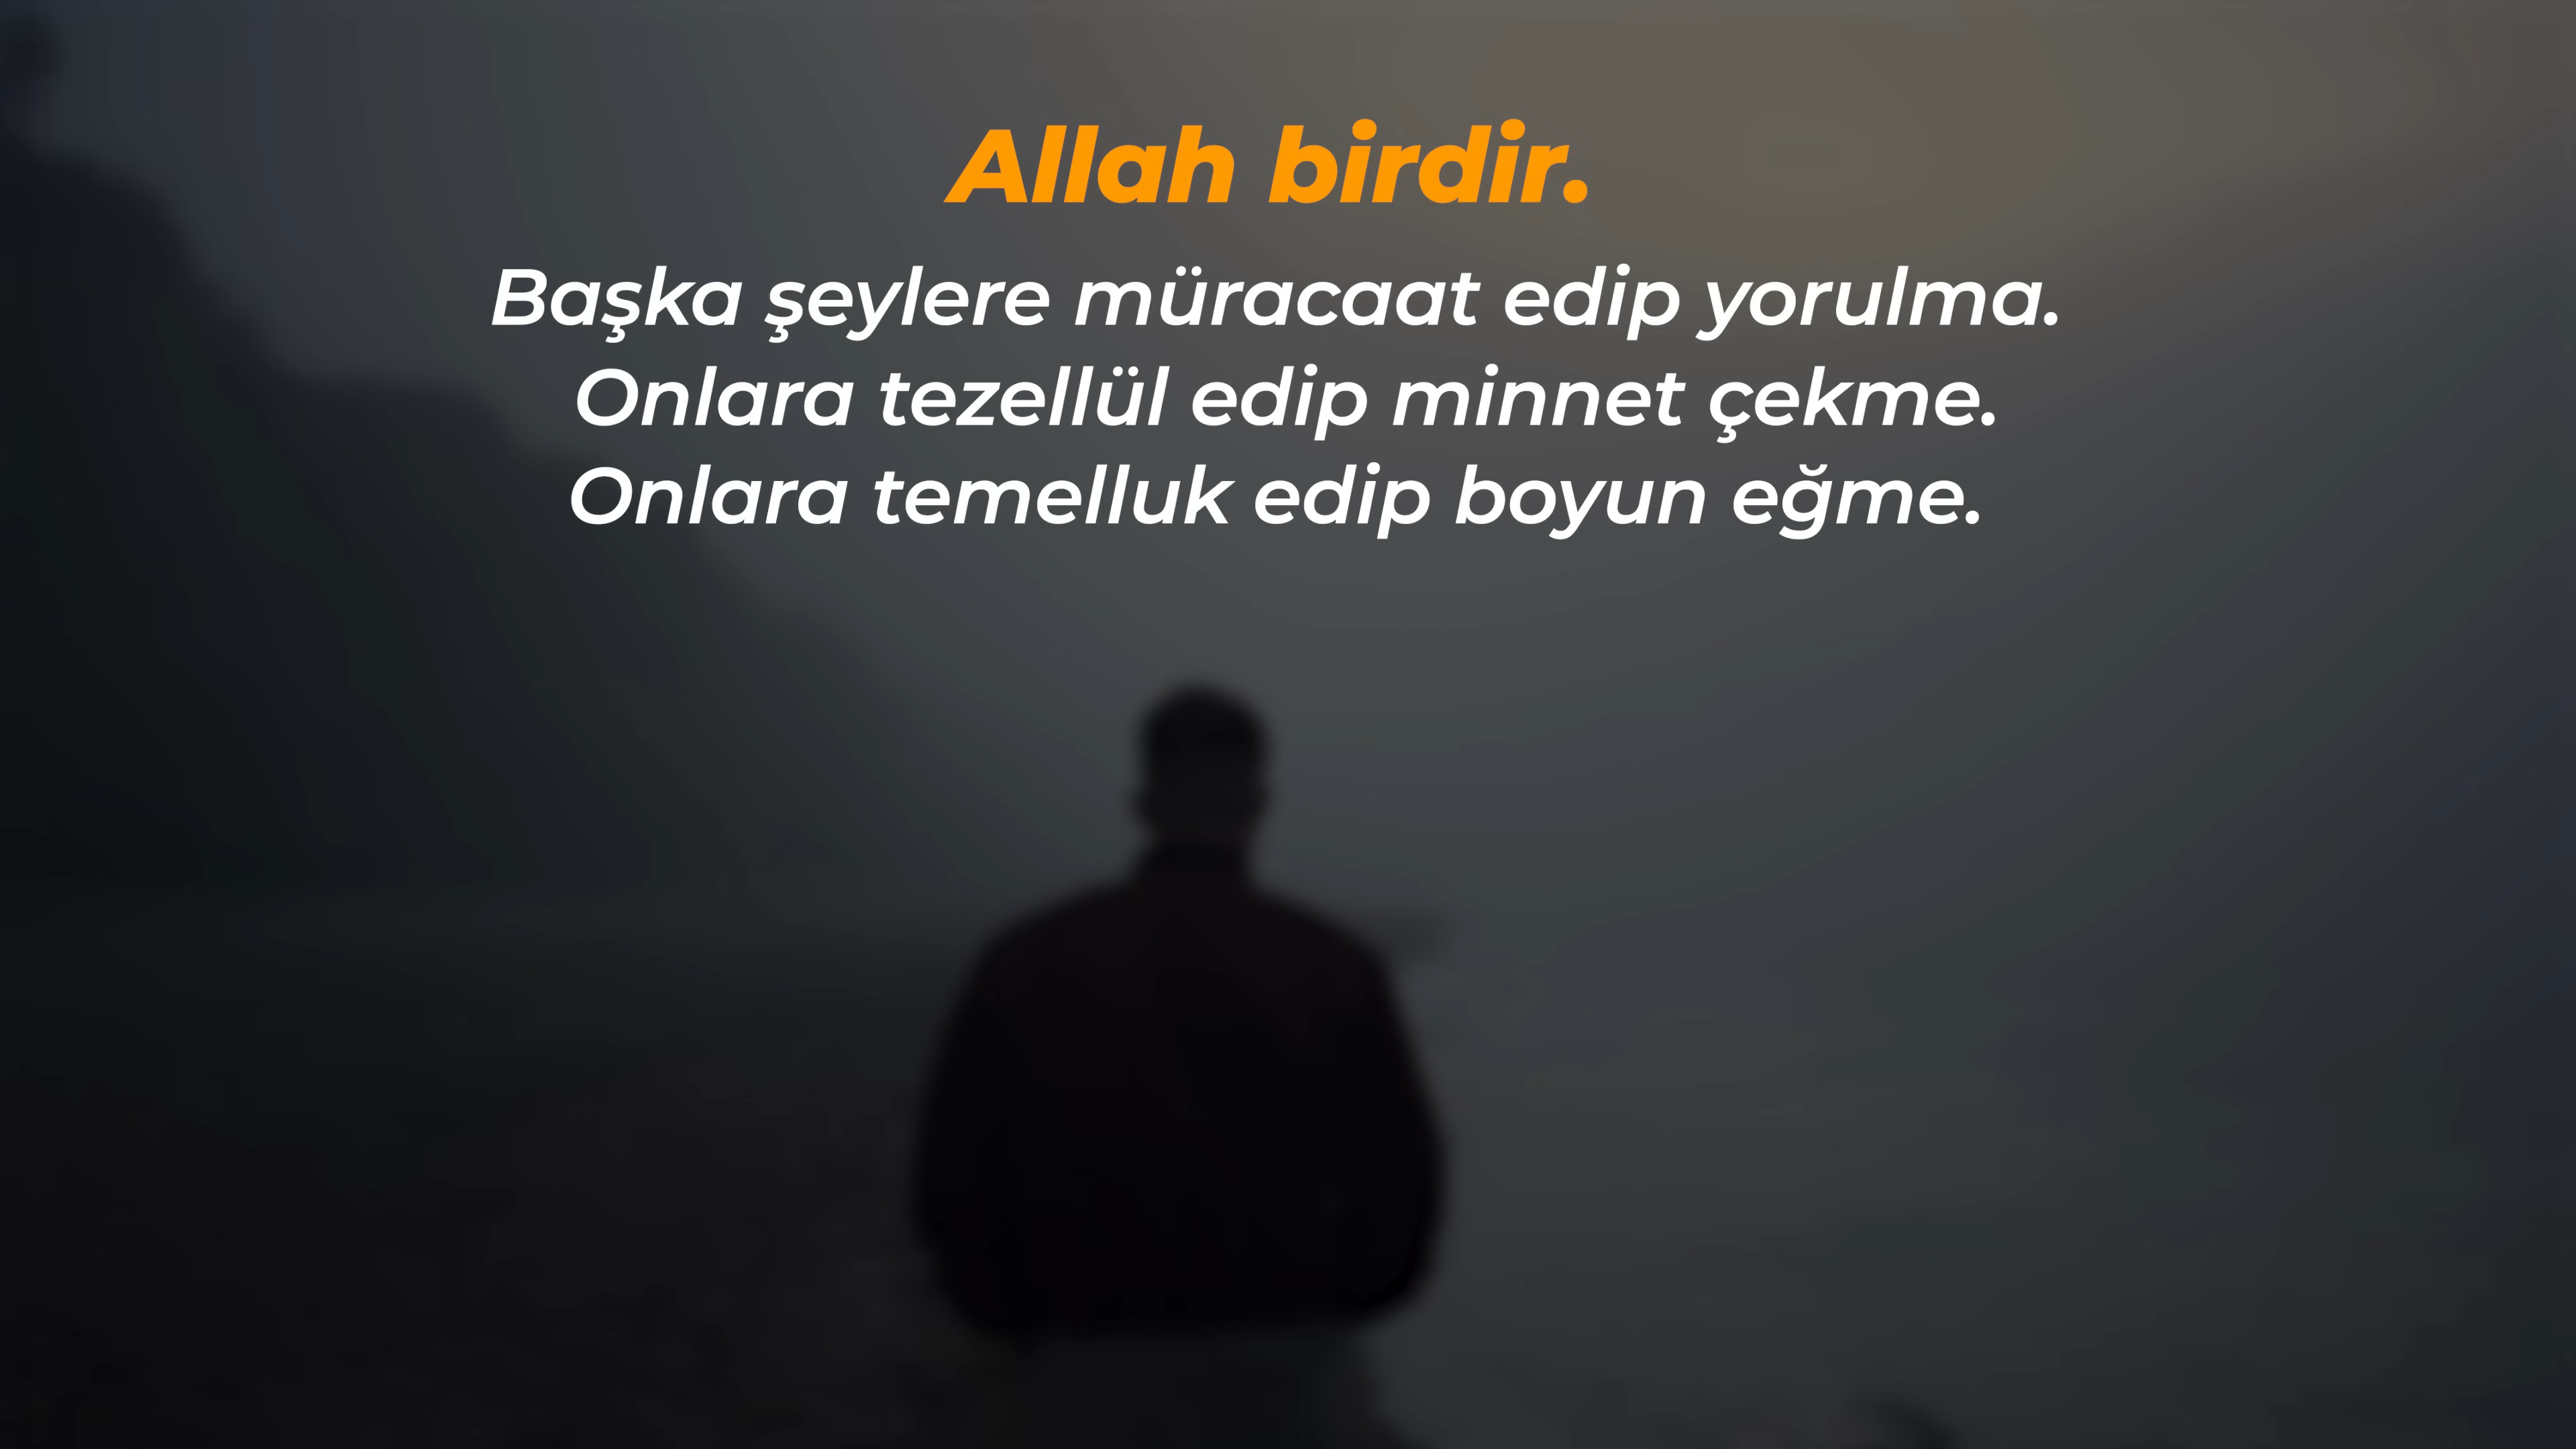 Allah birdir.
Başka şeylere müracaat edip yorulma.
Onlara tezellül edip minnet çekme.
Onlara temelluk edip boyun eğme.